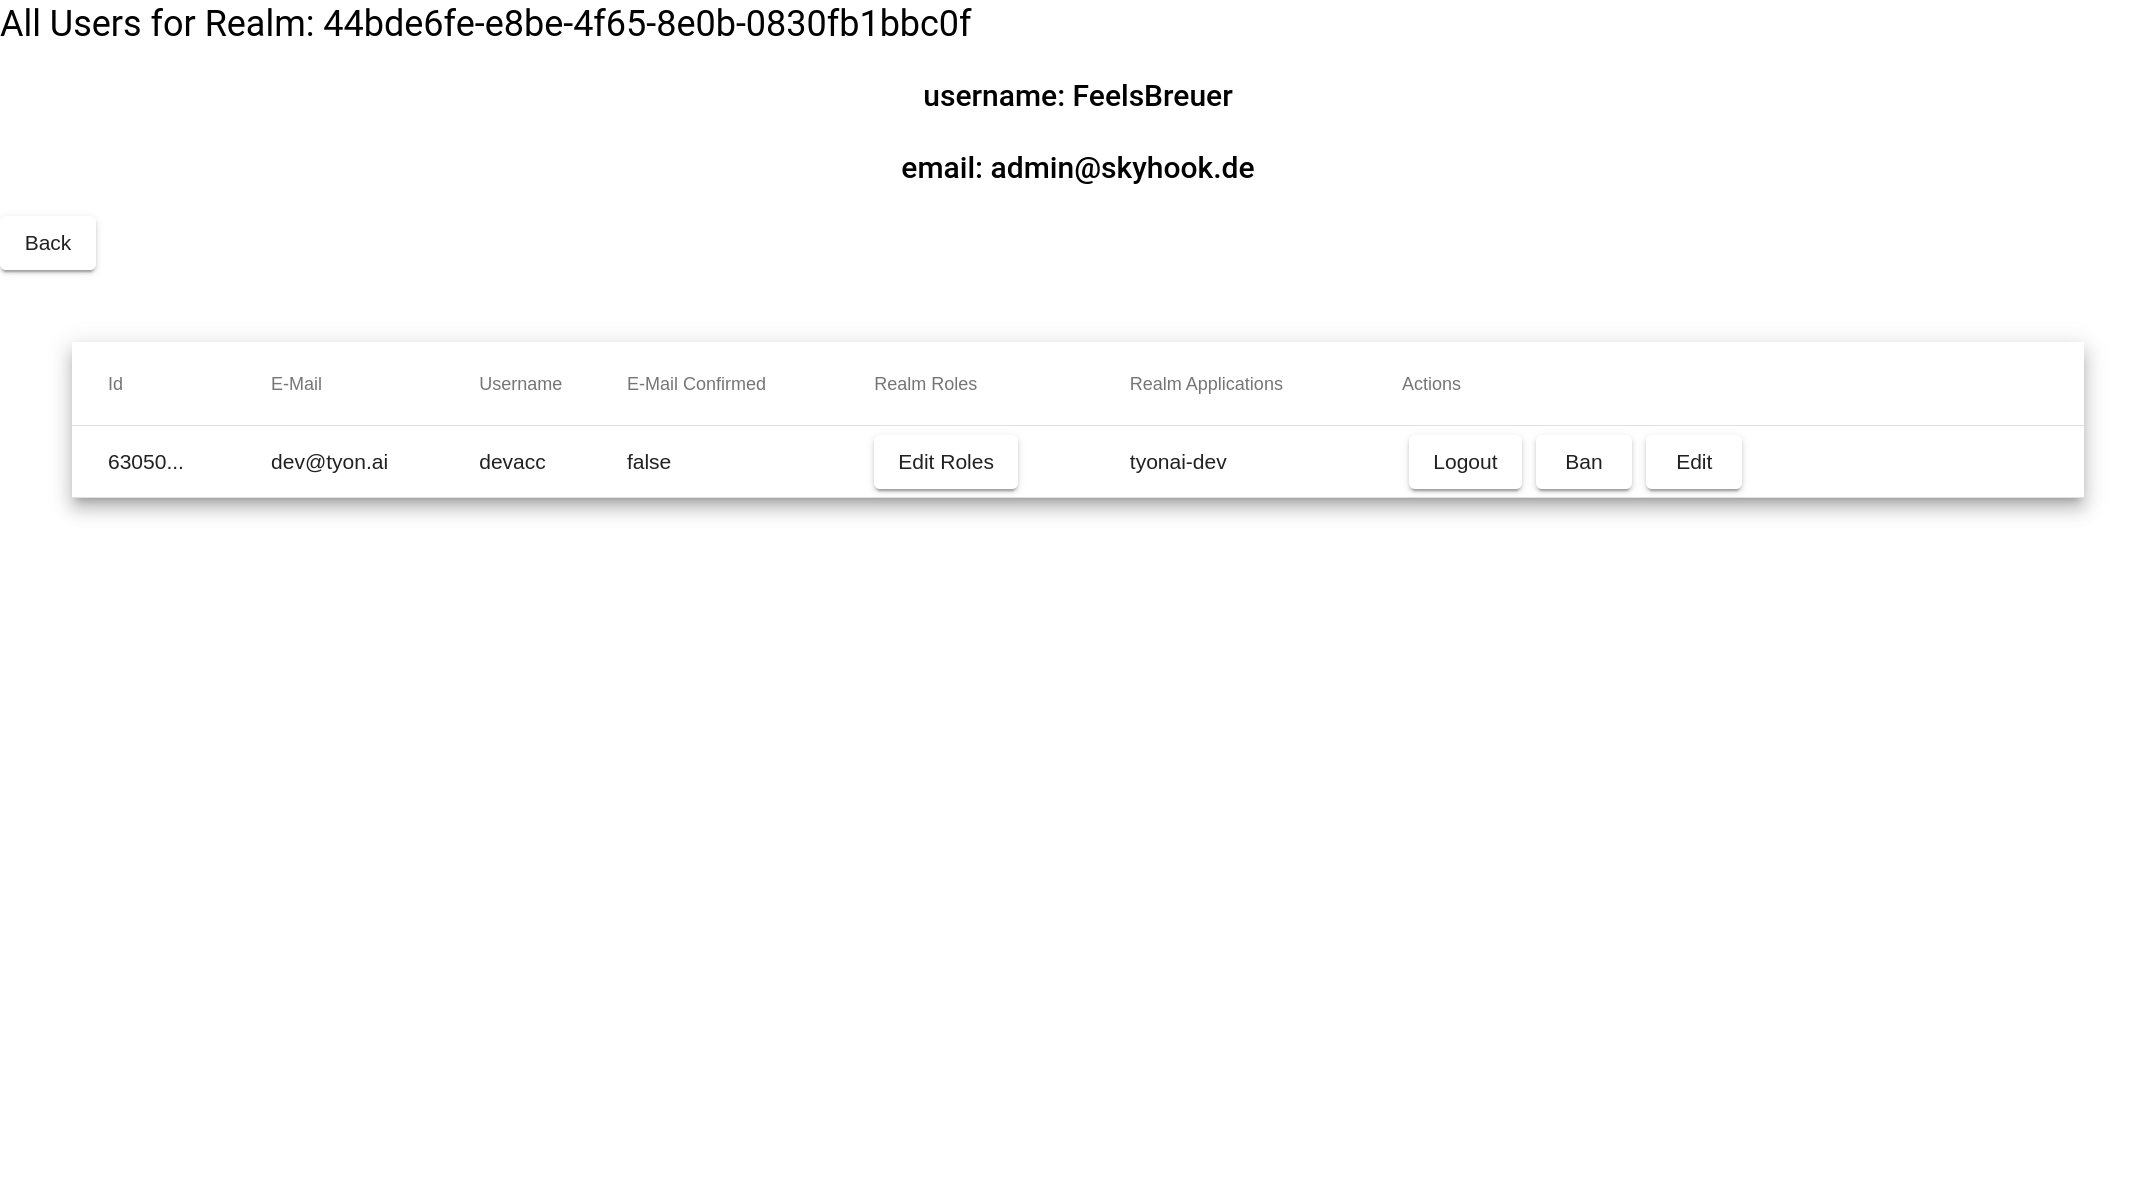 All Users for Realm: 44bde6fe-e8be-4f65-8e0b-0830fb1bbc0f
username: FeelsBreuer
email: admin@skyhook.de
Back
Id E-Mail Username E-Mail Confirmed Realm Roles Realm Applications Actions
63050... dev@tyon.ai devacc false Edit Roles tyonai-dev Logout Ban Edit